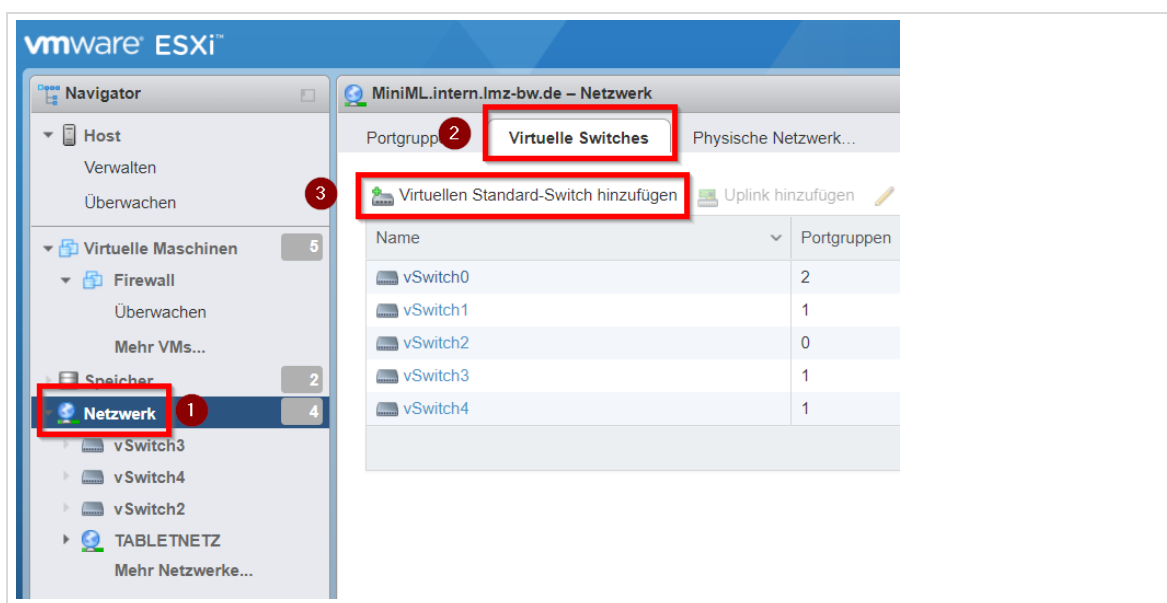 vmware ESXi™
Navigator
Host
Verwalten
Überwachen
Virtuelle Maschinen 5
Firewall
Überwachen
Mehr VMs...
Speicher 2
Netzwerk 1 4
vSwitch3
vSwitch4
vSwitch2
TABLETNETZ
Mehr Netzwerke...
MiniML.intern.lmz-bw.de – Netzwerk
Portgrupp 2 Virtuelle Switches Physische Netzwerk...
3 Virtuellen Standard-Switch hinzufügen Uplink hinzufügen
Name Portgruppen
vSwitch0 2
vSwitch1 1
vSwitch2 0
vSwitch3 1
vSwitch4 1